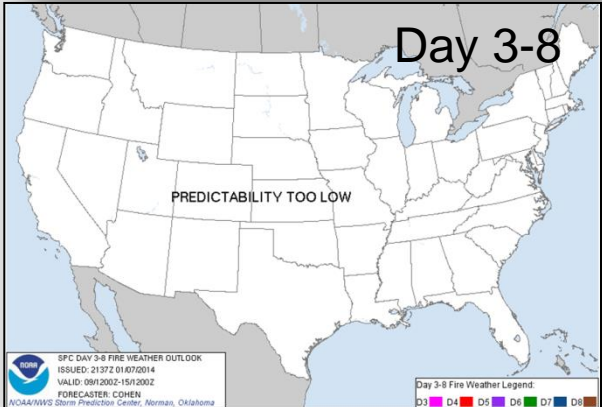 Day 3-8
PREDICTABILITY TOO LOW
NOAA
SPC DAY 3-8 FIRE WEATHER OUTLOOK
ISSUED: 2137Z 01/07/2014
VALID: 09/1200Z-15/1200Z
FORECASTER: COHEN
NOAA/NWS Storm Prediction Center, Norman, Oklahoma
Day 3-8 Fire Weather Legend:
D3 D4 D5 D6 D7 D8